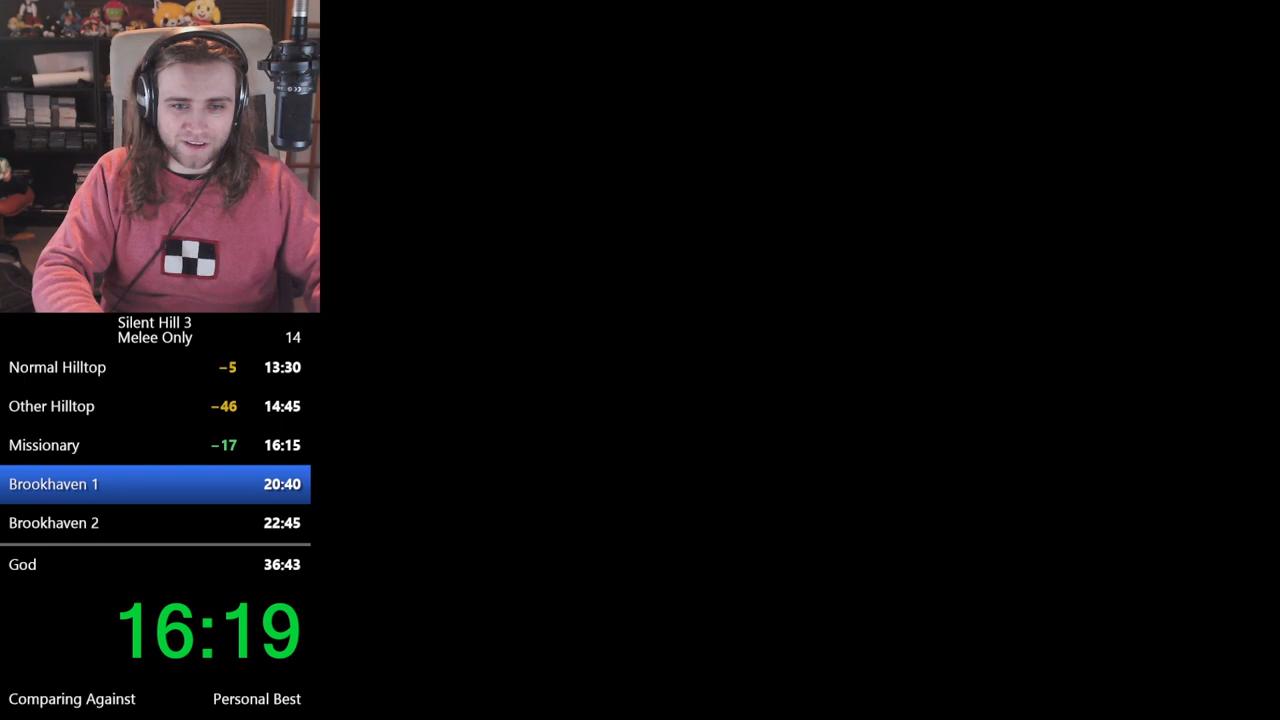 Silent Hill 3
Melee Only 14
Normal Hilltop −5 13:30
Other Hilltop −46 14:45
Missionary −17 16:15
Brookhaven 1 20:40
Brookhaven 2 22:45
God 36:43
16:19
Comparing Against Personal Best